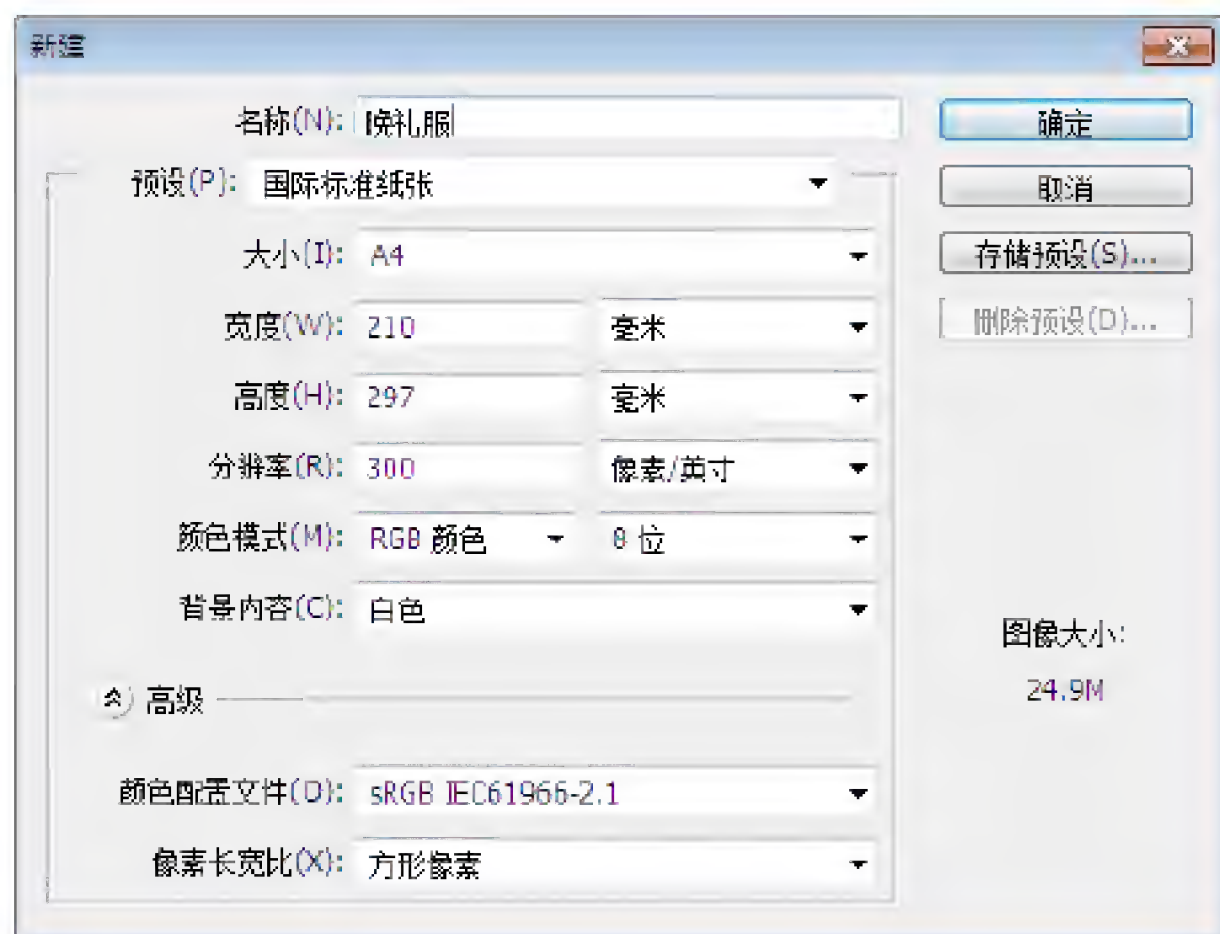 新建
名称(N): 晚礼服
确定
预设(P): 国际标准纸张
取消
大小(I): A4
存储预设(S)...
宽度(W): 210 毫米
删除预设(D)...
高度(H): 297 毫米
分辨率(R): 300 像素/英寸
颜色模式(M): RGB 颜色 8 位
背景内容(C): 白色
图像大小:
24.9M
高级
颜色配置文件(O): sRGB IEC61966-2.1
像素长宽比(X): 方形像素